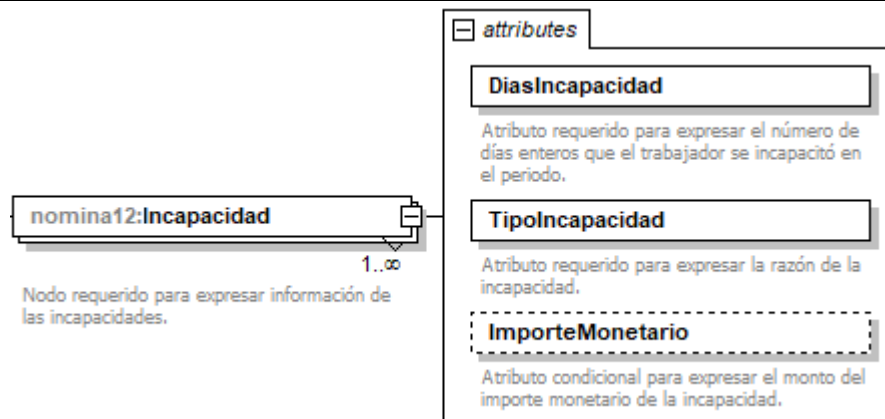 attributes
DiasIncapacidad
Atributo requerido para expresar el número de
días enteros que el trabajador se incapacitó en
el periodo.
nomina12:Incapacidad
1..∞
Nodo requerido para expresar información de
las incapacidades.
TipoIncapacidad
Atributo requerido para expresar la razón de la
incapacidad.
ImporteMonetario
Atributo condicional para expresar el monto del
importe monetario de la incapacidad.